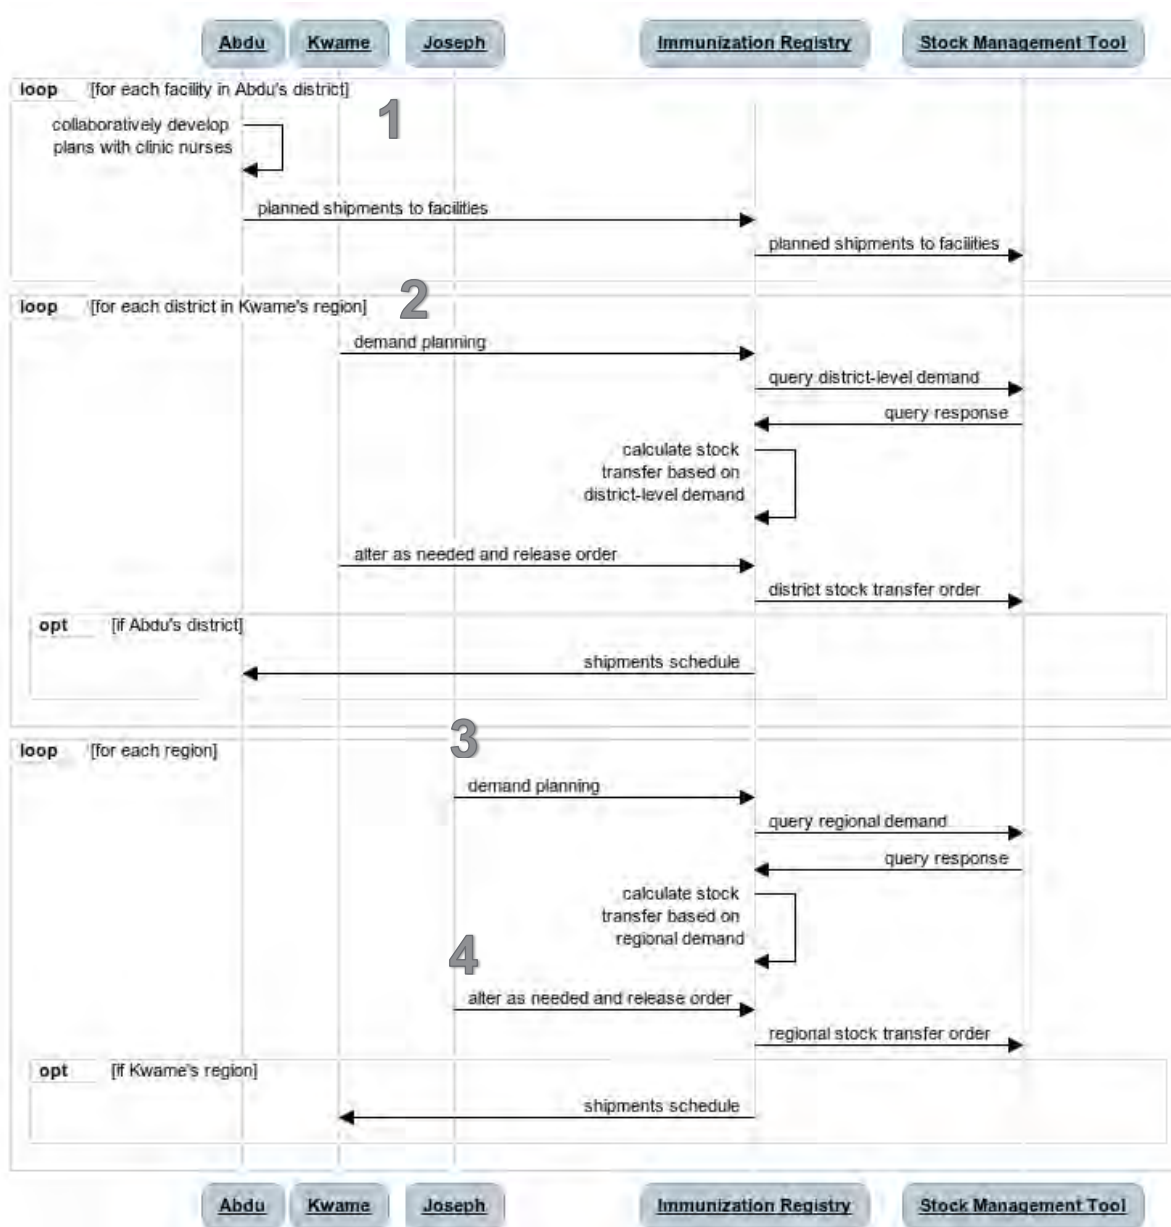 Abdu Kwame Joseph Immunization Registry Stock Management Tool
loop [for each facility in Abdu's district]
1
collaboratively develop
plans with clinic nurses
planned shipments to facilities
planned shipments to facilities
loop [for each district in Kwame's region]
2
demand planning
query district-level demand
query response
calculate stock
transfer based on
district-level demand
alter as needed and release order
district stock transfer order
opt [if Abdu's district]
shipments schedule
loop [for each region]
3
demand planning
query regional demand
query response
calculate stock
transfer based on
regional demand
4
alter as needed and release order
regional stock transfer order
opt [if Kwame's region]
shipments schedule
Abdu Kwame Joseph Immunization Registry Stock Management Tool